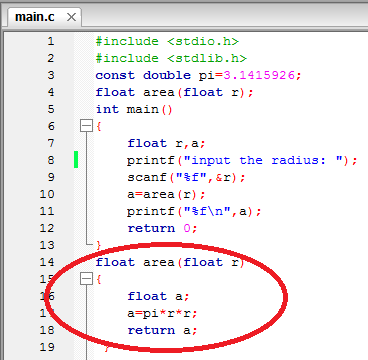 main.c
1 #include <stdio.h>
2 #include <stdlib.h>
3 const double pi=3.1415926;
4 float area(float r);
5 int main()
6 {
7 float r,a;
8 printf("input the radius: ");
9 scanf("%f",&r);
10 a=area(r);
11 printf("%f\n",a);
12 return 0;
13 }
14 float area(float r)
15 {
16 float a;
17 a=pi*r*r;
18 return a;
19 }